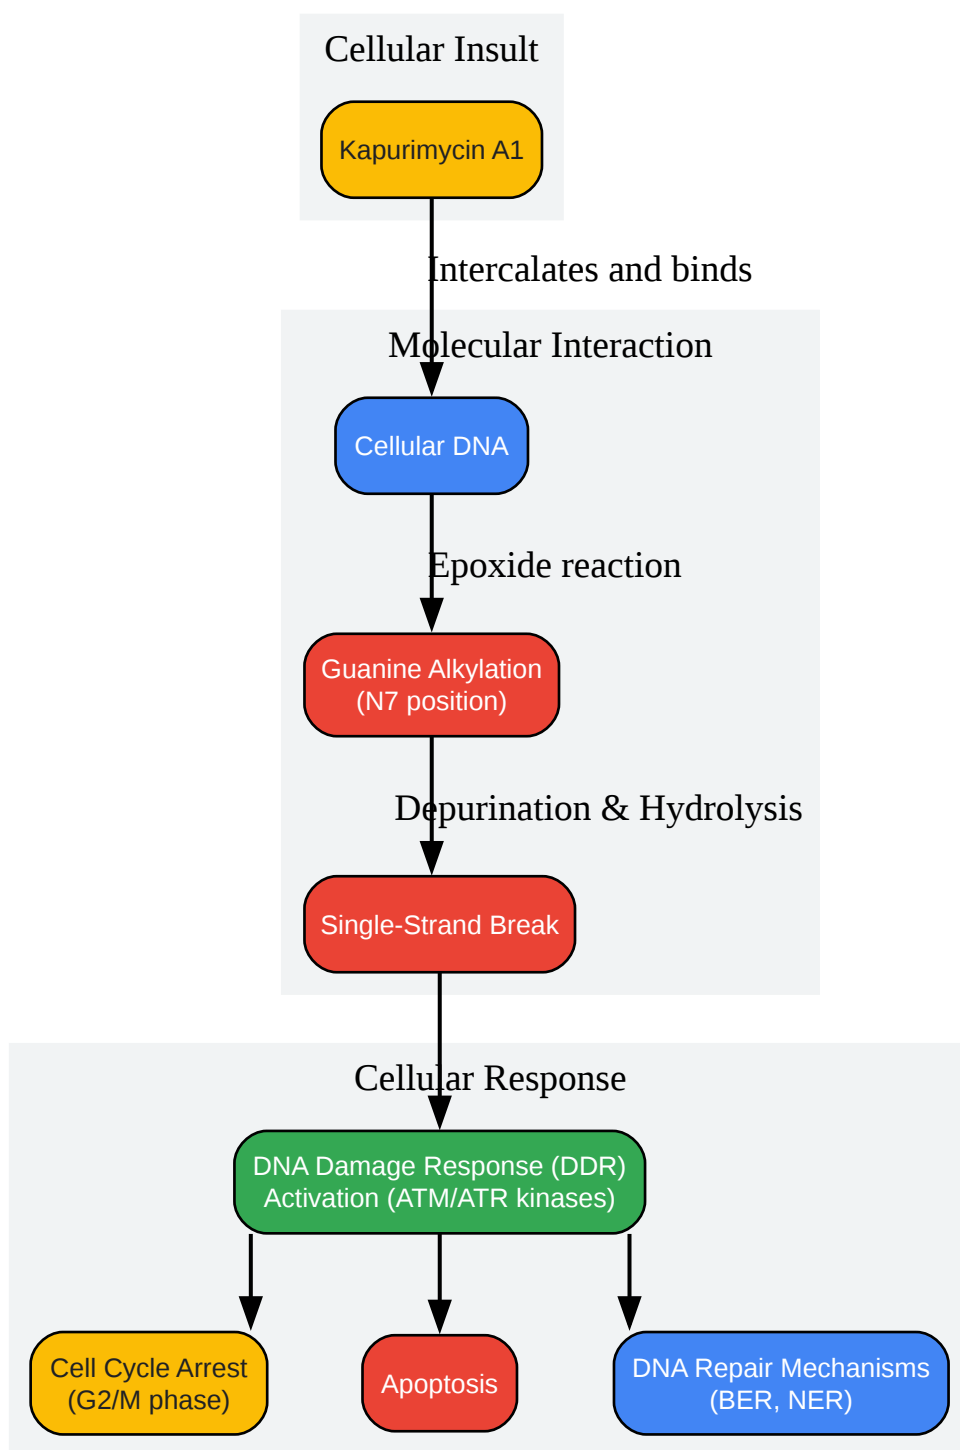 Cellular Insult
Kapurimycin A1
Intercalates and binds
Molecular Interaction
Cellular DNA
Epoxide reaction
Guanine Alkylation
(N7 position)
Depurination & Hydrolysis
Single-Strand Break
Cellular Response
DNA Damage Response (DDR)
Activation (ATM/ATR kinases)
Cell Cycle Arrest
(G2/M phase)
Apoptosis
DNA Repair Mechanisms
(BER, NER)